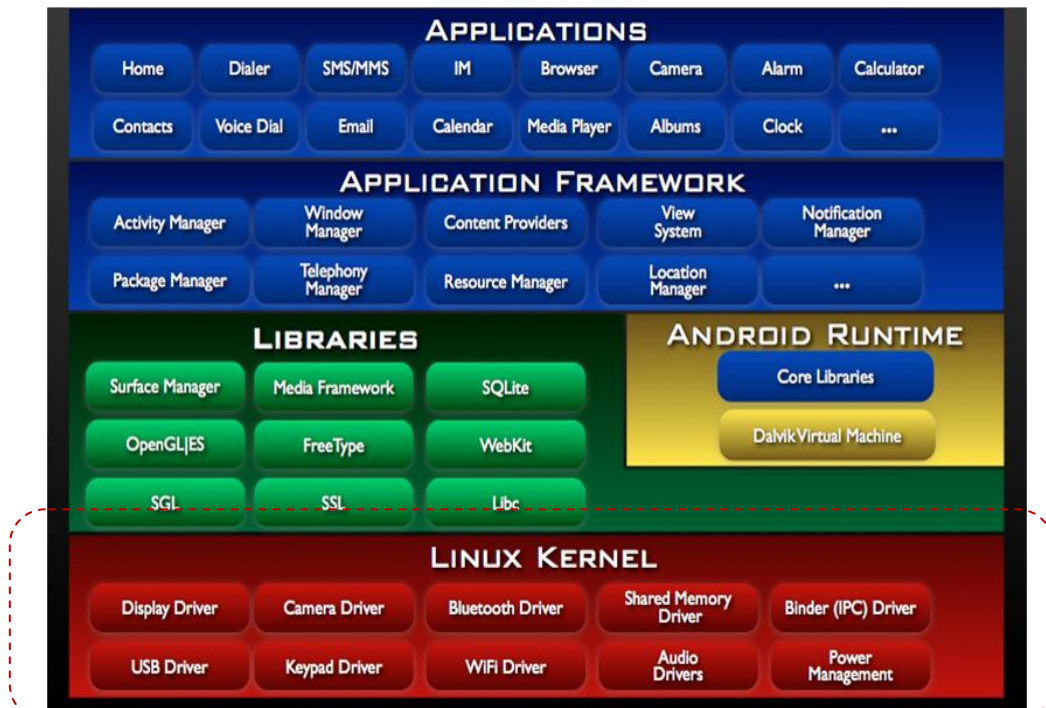 APPLICATIONS
Home Dialer SMS/MMS IM Browser Camera Alarm Calculator
Contacts Voice Dial Email Calendar Media Player Albums Clock ...
APPLICATION FRAMEWORK
Activity Manager Window Manager Content Providers View System Notification Manager
Package Manager Telephony Manager Resource Manager Location Manager ...
LIBRARIES
Surface Manager Media Framework SQLite
OpenGL|ES FreeType WebKit
SGL SSL Libc
ANDROID RUNTIME
Core Libraries
Dalvik Virtual Machine
LINUX KERNEL
Display Driver Camera Driver Bluetooth Driver Shared Memory Driver Binder (IPC) Driver
USB Driver Keypad Driver WiFi Driver Audio Drivers Power Management